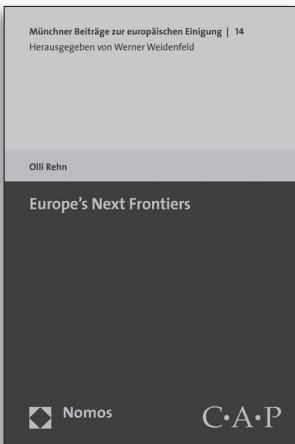 Münchner Beiträge zur europäischen Einigung | 14
Herausgegeben von Werner Weidenfeld
Olli Rehn
Europe's Next Frontiers
Nomos
C·A·P